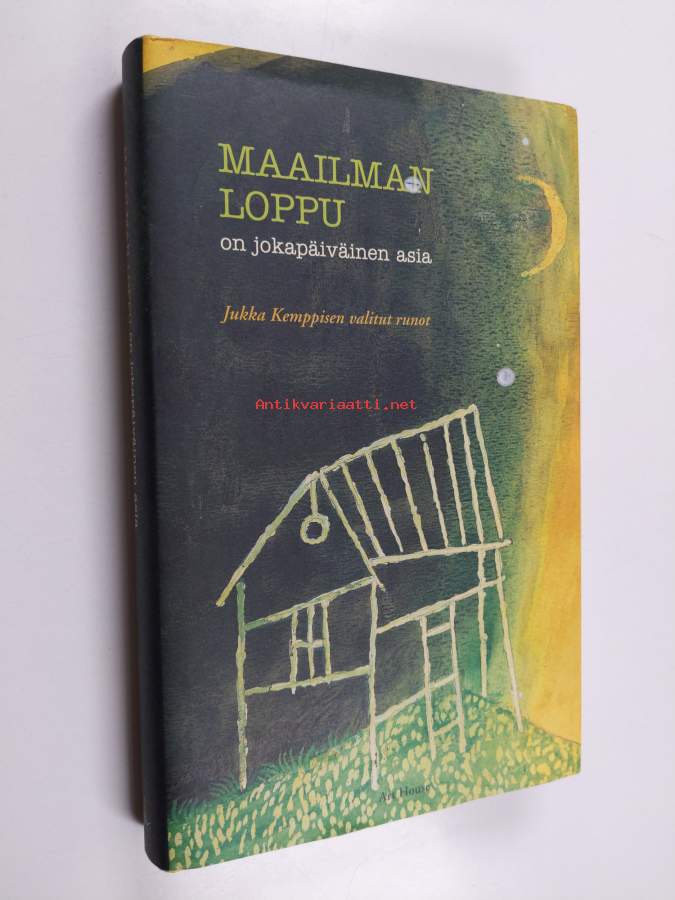 MAAILMAN
LOPPU
on jokapäiväinen asia
Jukka Kemppisen valitut runot
Antikvariaatti.net
Art House